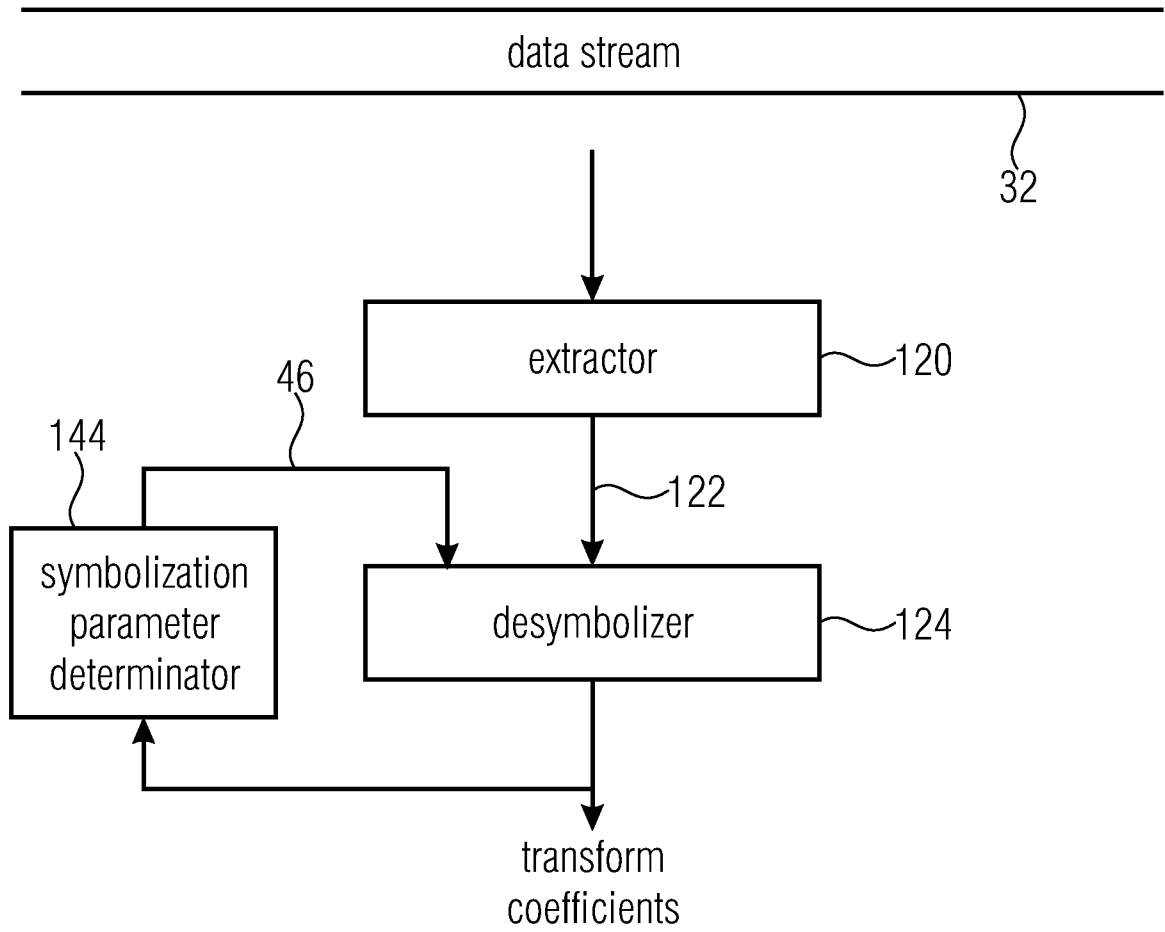 data stream
32
extractor
120
46
144
122
symbolization
parameter
determinator
desymbolizer
124
transform
coefficients